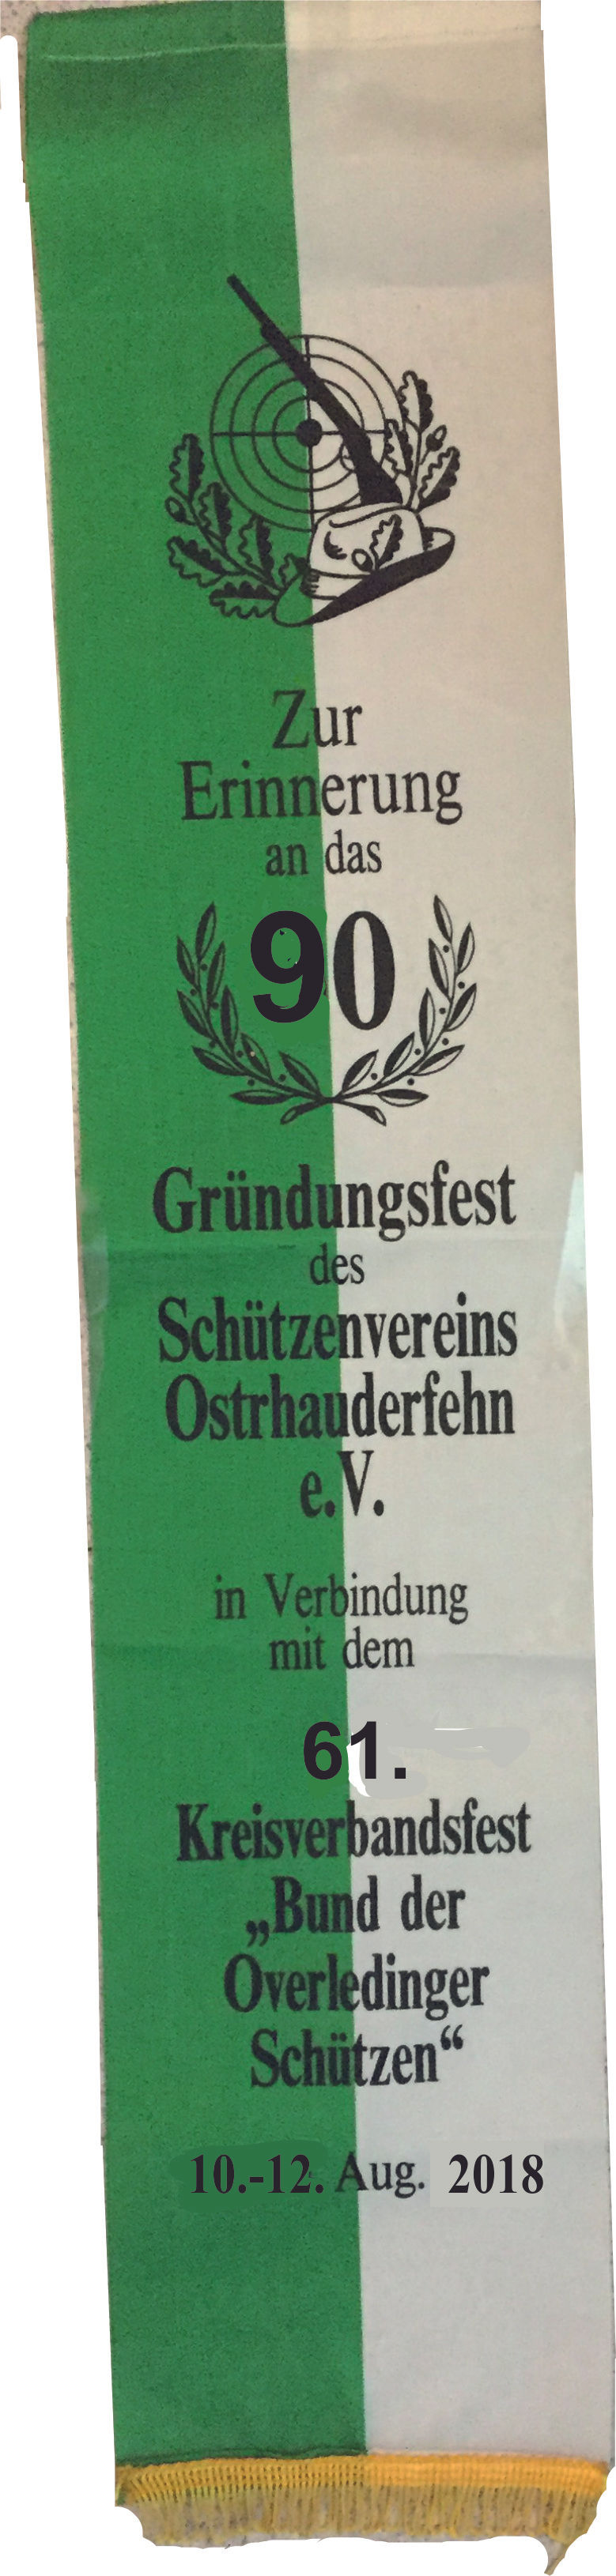 Zur
Erinnerung
an das
90
Gründungsfest
des
Schützenvereins
Ostrhauderfehn
e.V.
in Verbindung
mit dem
61.
Kreisverbandsfest
„Bund der
Overledinger
Schützen“
10.-12. Aug. 2018